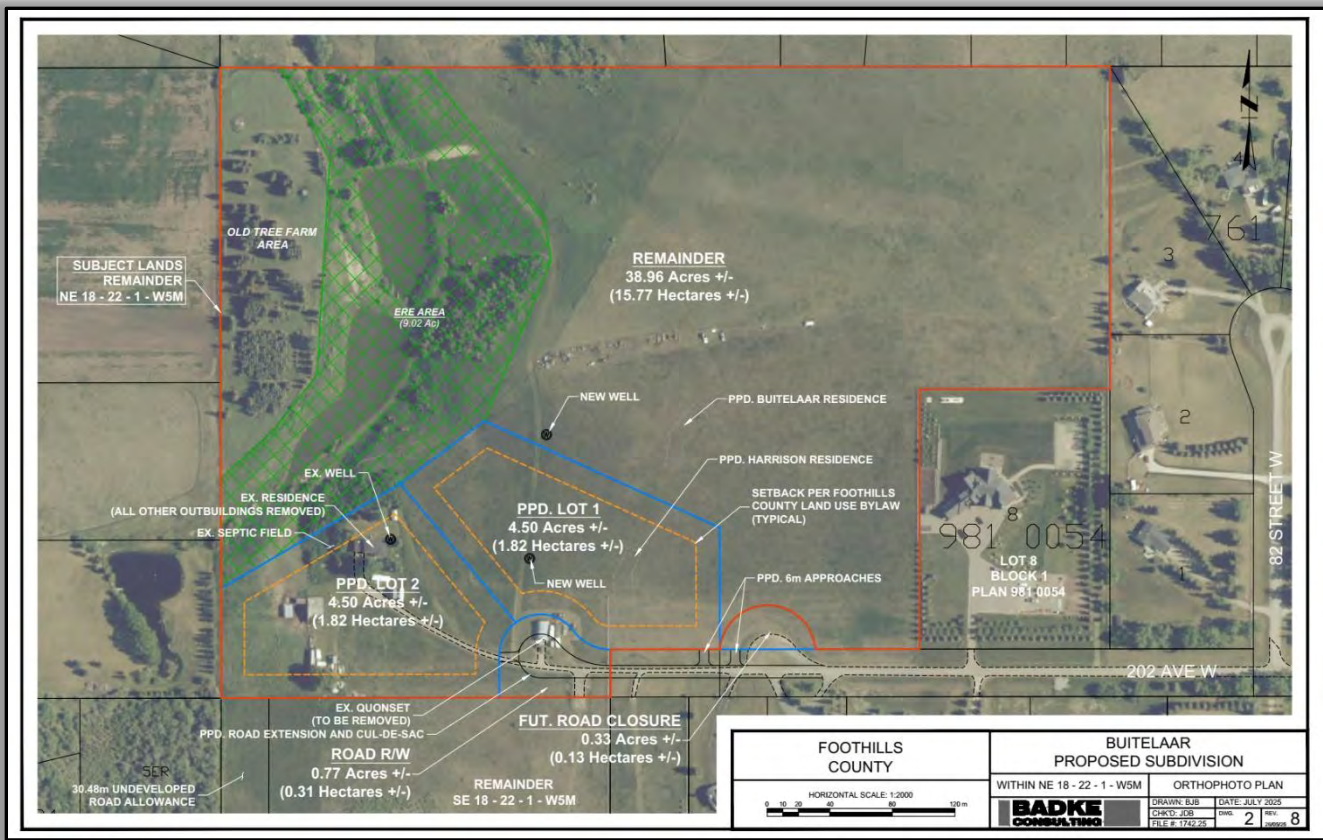 N
4
761
3
2
1
OLD TREE FARM
AREA
SUBJECT LANDS
REMAINDER
NE 18 - 22 - 1 - W5M
ERE AREA
(9.02 Ac)
REMAINDER
38.96 Acres +/-
(15.77 Hectares +/-)
NEW WELL
PPD. BUITELAAR RESIDENCE
PPD. HARRISON RESIDENCE
EX. WELL
EX. RESIDENCE
(ALL OTHER OUTBUILDINGS REMOVED)
EX. SEPTIC FIELD
PPD. LOT 1
4.50 Acres +/-
(1.82 Hectares +/-)
SETBACK PER FOOTHILLS
COUNTY LAND USE BYLAW
(TYPICAL)
NEW WELL
PPD. LOT 2
4.50 Acres +/-
(1.82 Hectares +/-)
PPD. 6m APPROACHES
8
981 0054
LOT 8
BLOCK 1
PLAN 981 0054
82 STREET W
202 AVE W
EX. QUONSET
(TO BE REMOVED)
PPD. ROAD EXTENSION AND CUL-DE-SAC
ROAD R/W
0.77 Acres +/-
(0.31 Hectares +/-)
FUT. ROAD CLOSURE
0.33 Acres +/-
(0.13 Hectares +/-)
SER
30.48m UNDEVELOPED
ROAD ALLOWANCE
REMAINDER
SE 18 - 22 - 1 - W5M
FOOTHILLS
COUNTY
HORIZONTAL SCALE: 1:2000
0 10 20 40 80 120 m
BUITELAAR
PROPOSED SUBDIVISION
WITHIN NE 18 - 22 - 1 - W5M
ORTHOPHOTO PLAN
BADKE
CONSULTING
DRAWN: BJB
DATE: JULY 2025
CHK'D: JDB
FILE #: 1742.25
DWG. 2
REV. 8